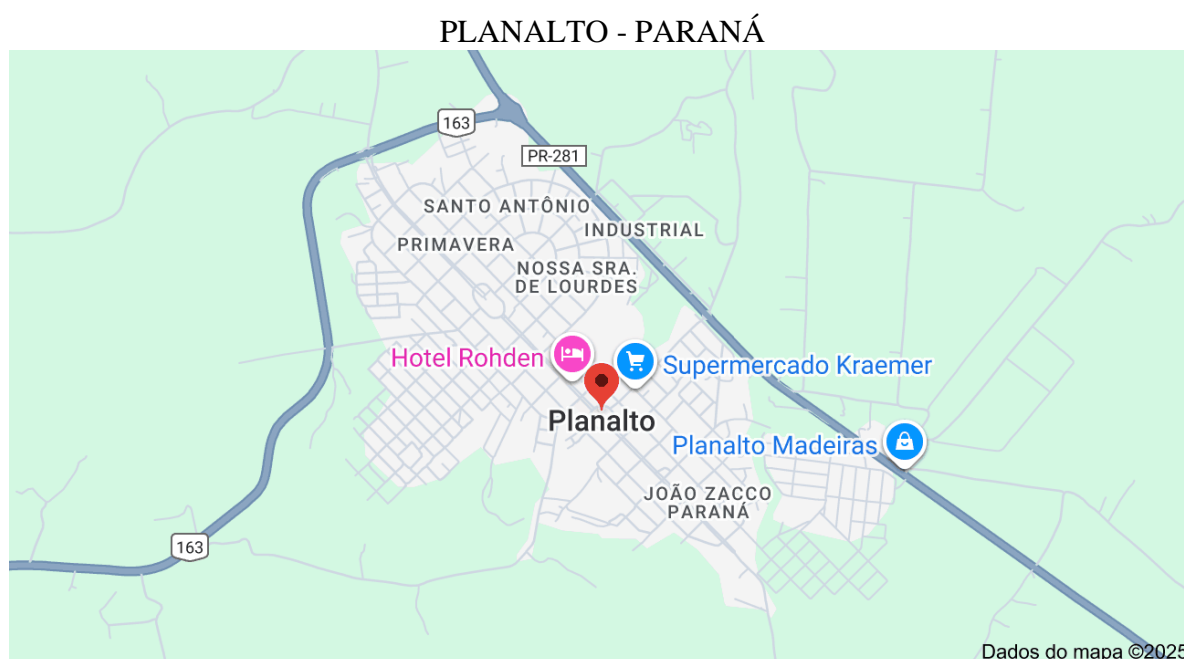 PLANALTO - PARANÁ
163
PR-281
SANTO ANTÔNIO
INDUSTRIAL
PRIMAVERA
NOSSA SRA.
DE LOURDES
Hotel Rohden
Supermercado Kraemer
Planalto
Planalto Madeiras
JOÃO ZACCO
PARANÁ
163
Dados do mapa ©2025